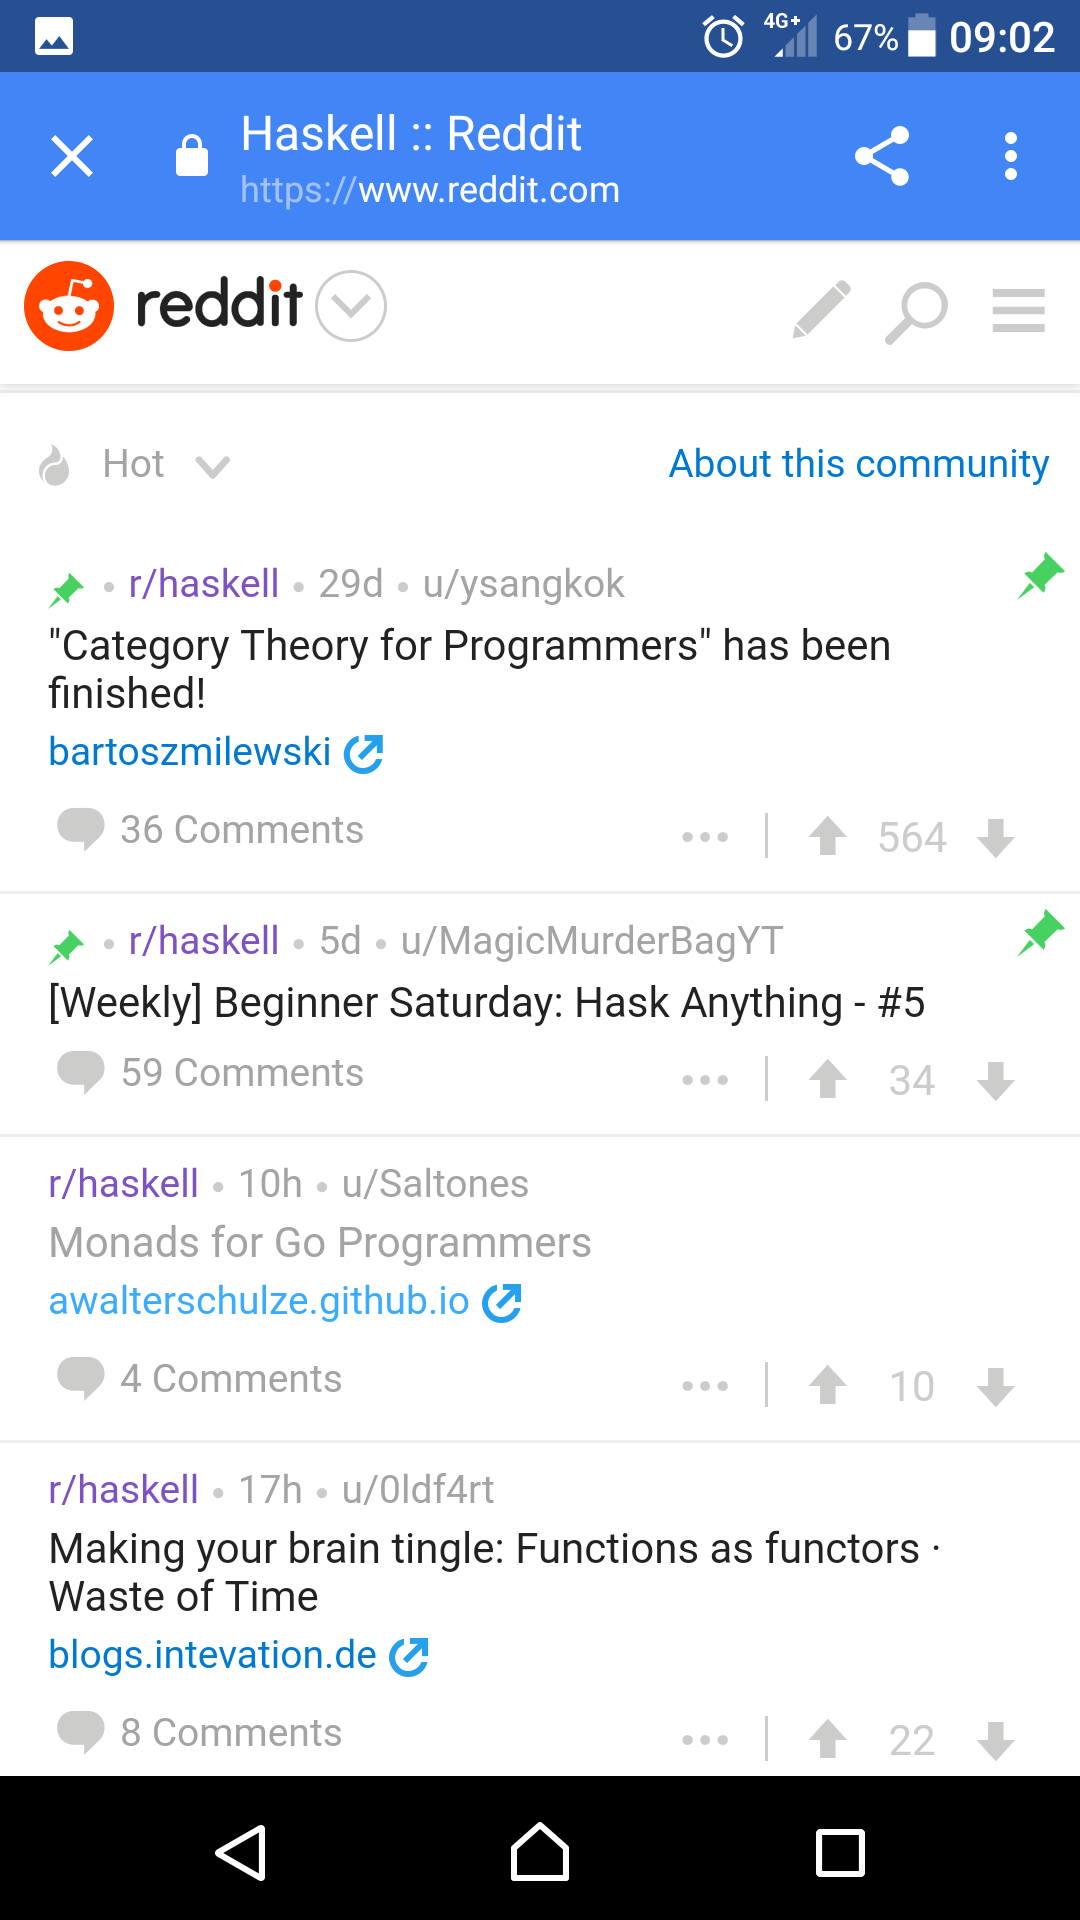 4G+ 67% 09:02
Haskell :: Reddit
https://www.reddit.com
reddit
Hot About this community
• r/haskell • 29d • u/ysangkok
"Category Theory for Programmers" has been
finished!
bartoszmilewski
36 Comments ••• 564
• r/haskell • 5d • u/MagicMurderBagYT
[Weekly] Beginner Saturday: Hask Anything - #5
59 Comments ••• 34
r/haskell • 10h • u/Saltones
Monads for Go Programmers
awalterschulze.github.io
4 Comments ••• 10
r/haskell • 17h • u/0ldf4rt
Making your brain tingle: Functions as functors ·
Waste of Time
blogs.intevation.de
8 Comments ••• 22